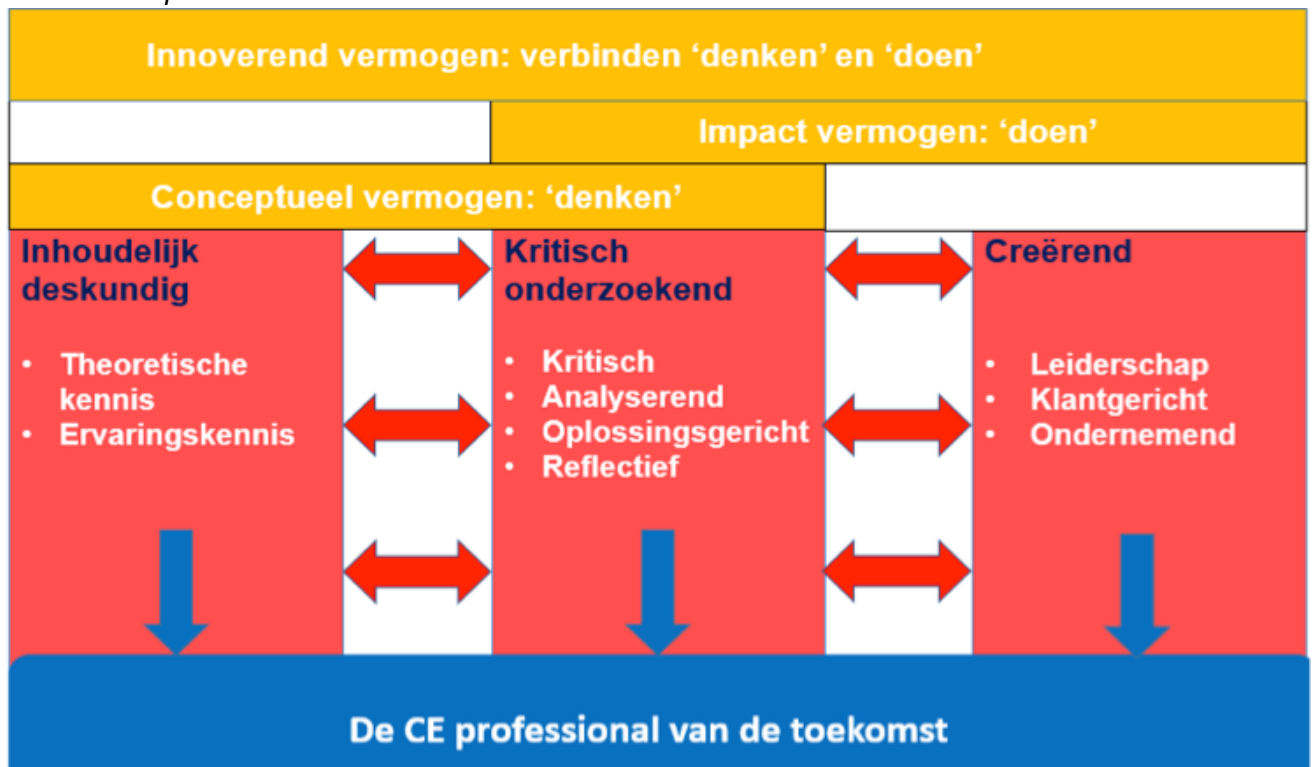 Innoverend vermogen: verbinden ‘denken’ en ‘doen’
Impact vermogen: ‘doen’
Conceptueel vermogen: ‘denken’
Inhoudelijk
deskundig
• Theoretische
kennis
• Ervaringskennis
Kritisch
onderzoekend
• Kritisch
• Analyserend
• Oplossingsgericht
• Reflectief
Creërend
• Leiderschap
• Klantgericht
• Ondernemend
De CE professional van de toekomst